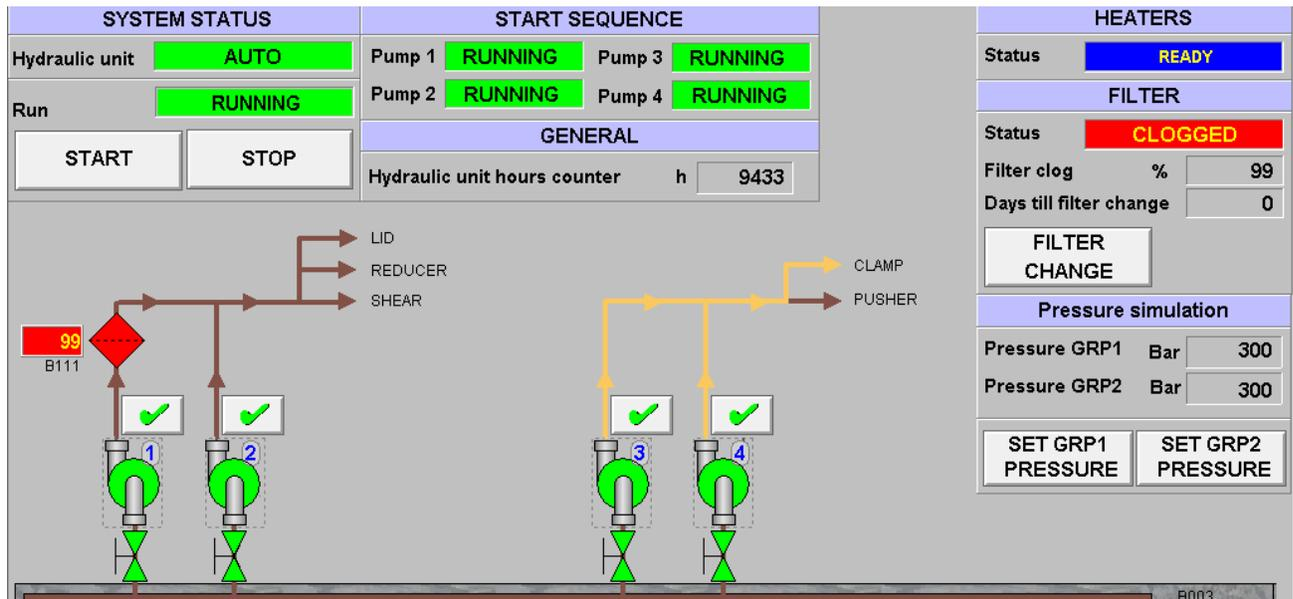 SYSTEM STATUS
Hydraulic unit AUTO
Run RUNNING
START STOP
START SEQUENCE
Pump 1 RUNNING Pump 3 RUNNING
Pump 2 RUNNING Pump 4 RUNNING
GENERAL
Hydraulic unit hours counter h 9433
HEATERS
Status READY
FILTER
Status CLOGGED
Filter clog % 99
Days till filter change 0
FILTER
CHANGE
Pressure simulation
Pressure GRP1 Bar 300
Pressure GRP2 Bar 300
SET GRP1
PRESSURE
SET GRP2
PRESSURE
LID
REDUCER
SHEAR
CLAMP
PUSHER
99
B111
1 2 3 4
B003